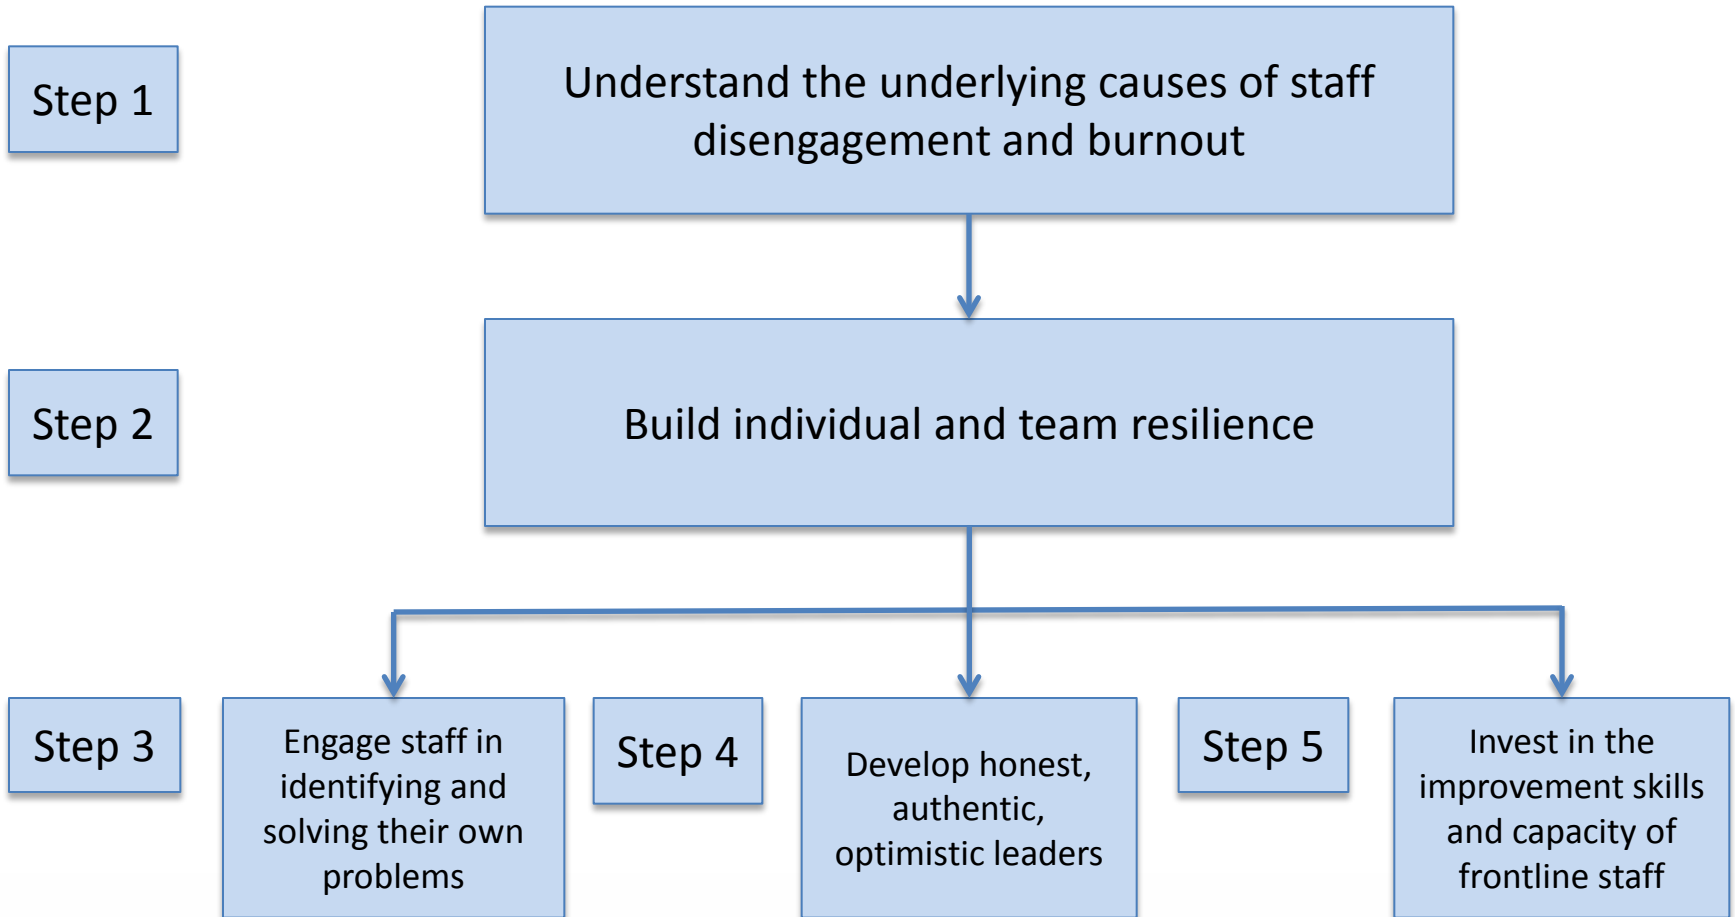 Step 1
Understand the underlying causes of staff
disengagement and burnout
Step 2
Build individual and team resilience
Step 3
Engage staff in
identifying and
solving their own
problems
Step 4
Develop honest,
authentic,
optimistic leaders
Step 5
Invest in the
improvement skills
and capacity of
frontline staff